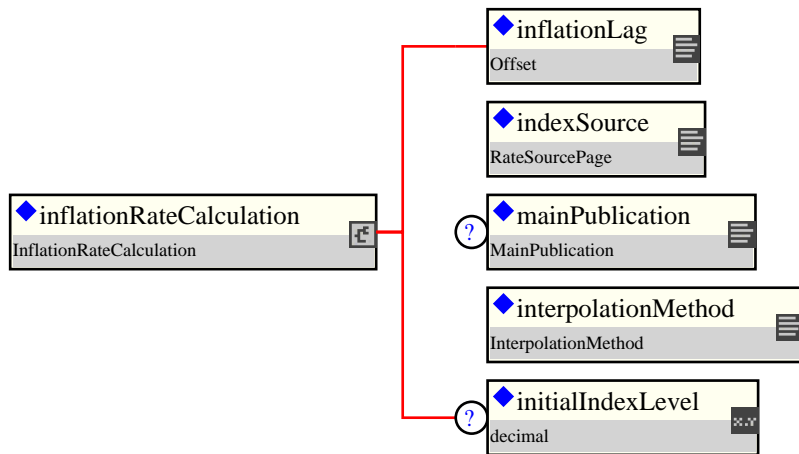 inflationLag
Offset
indexSource
RateSourcePage
inflationRateCalculation
InflationRateCalculation
?
mainPublication
MainPublication
interpolationMethod
InterpolationMethod
?
initialIndexLevel
x.Y
decimal